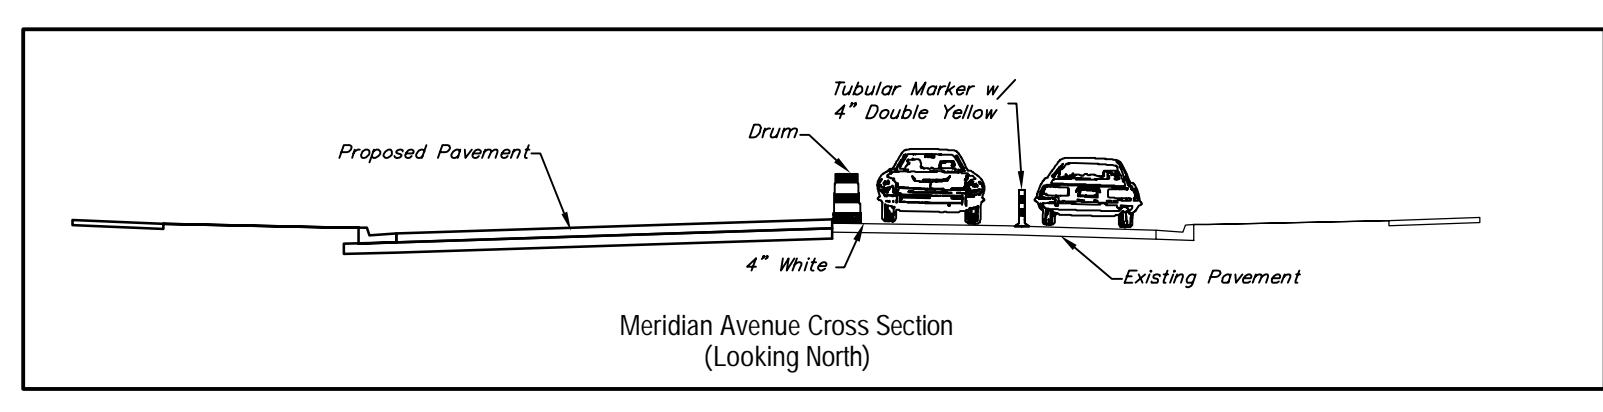 Tubular Marker w/
4" Double Yellow
Drum
Proposed Pavement
4" White
Existing Pavement
Meridian Avenue Cross Section
(Looking North)